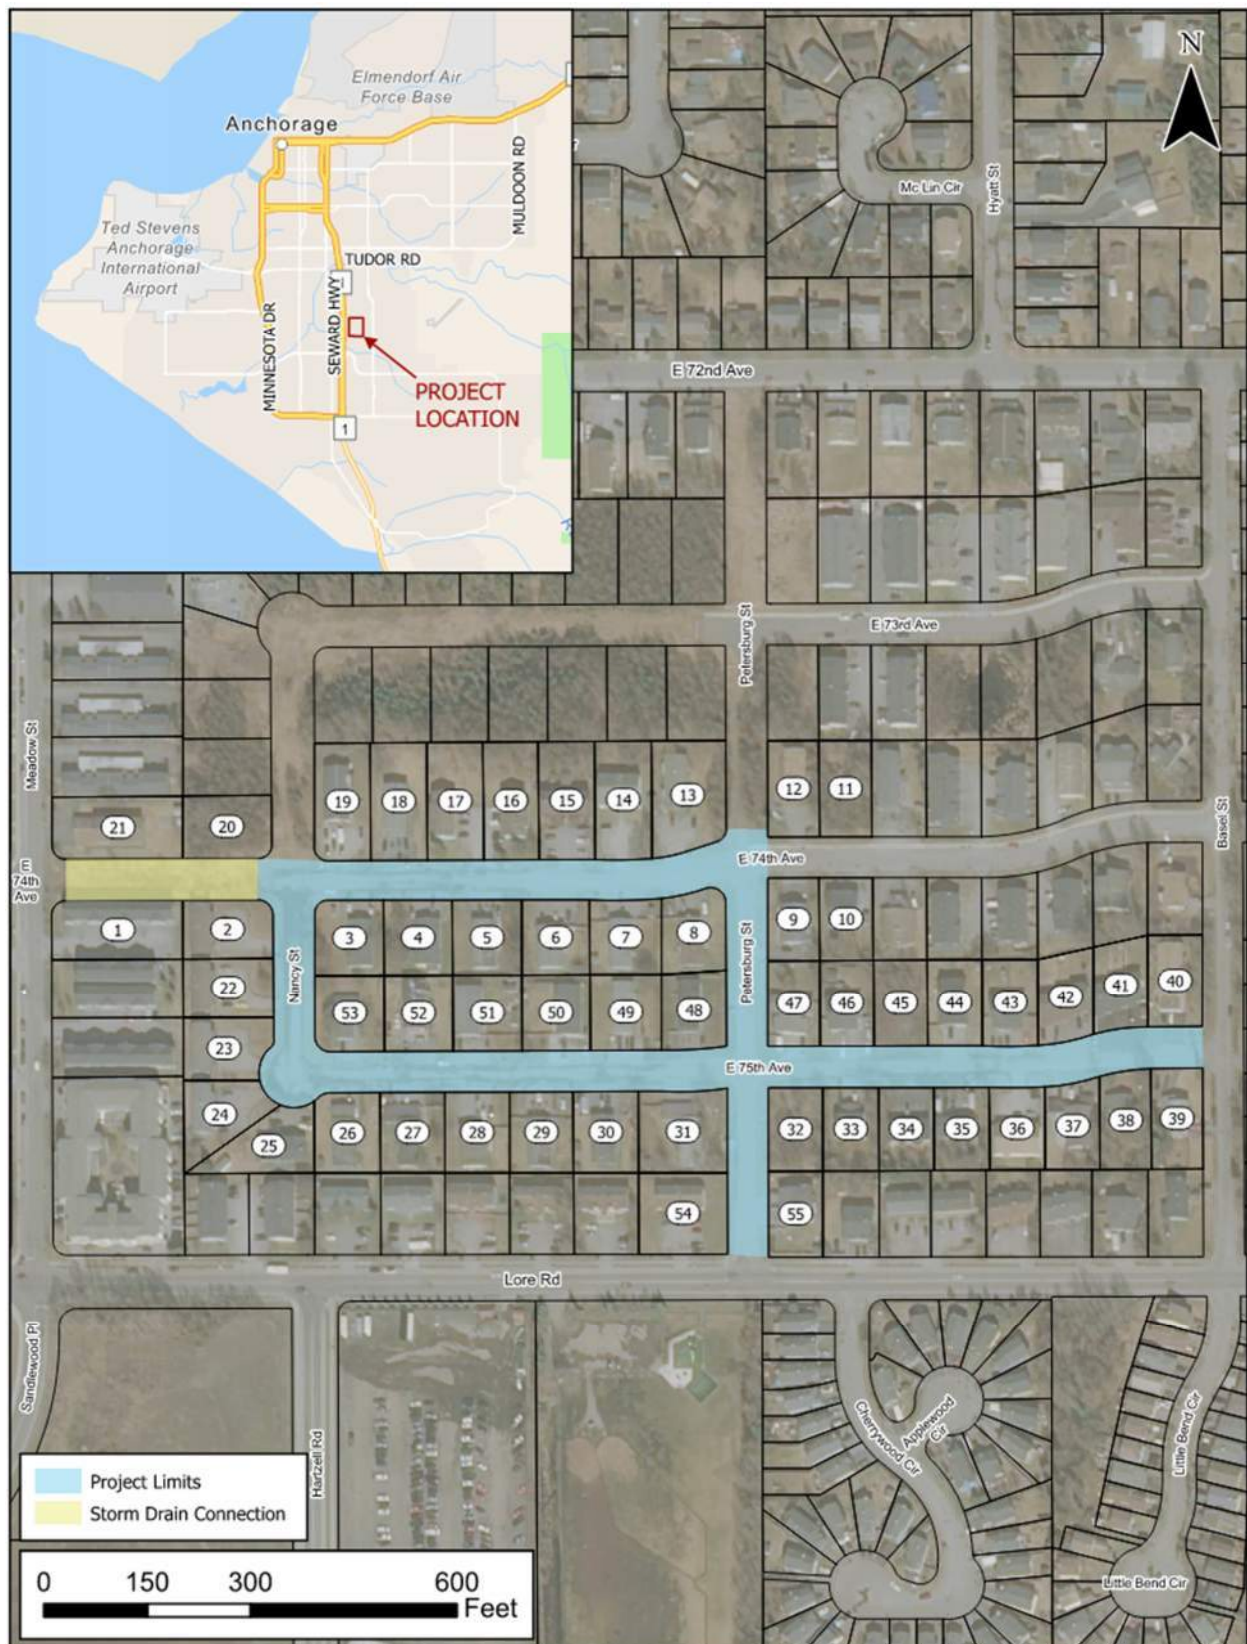 N
Elmendorf Air
Force Base
Anchorage
MULDOON RD
Ted Stevens
Anchorage
International
Airport
TUDOR RD
MINNESOTA DR
SEWARD HWY
PROJECT
LOCATION
1
Mc Lin Cir
Hyatt St
E 72nd Ave
Petersburg St
E 73rd Ave
Meadow St
19
18
17
16
15
14
13
12
11
21
20
Basel St
E 74th Ave
74th
Ave
1
2
Nancy St
3
4
5
6
7
8
Petersburg St
9
10
22
53
52
51
50
49
48
47
46
45
44
43
42
41
40
23
E 75th Ave
24
25
26
27
28
29
30
31
32
33
34
35
36
37
38
39
54
55
Lore Rd
Sandlewood Pl
Hartzell Rd
Cherrywood Cir
Applewood
Cir
Little Bend Cir
Little Bend Cir
Project Limits
Storm Drain Connection
0 150 300 600
Feet